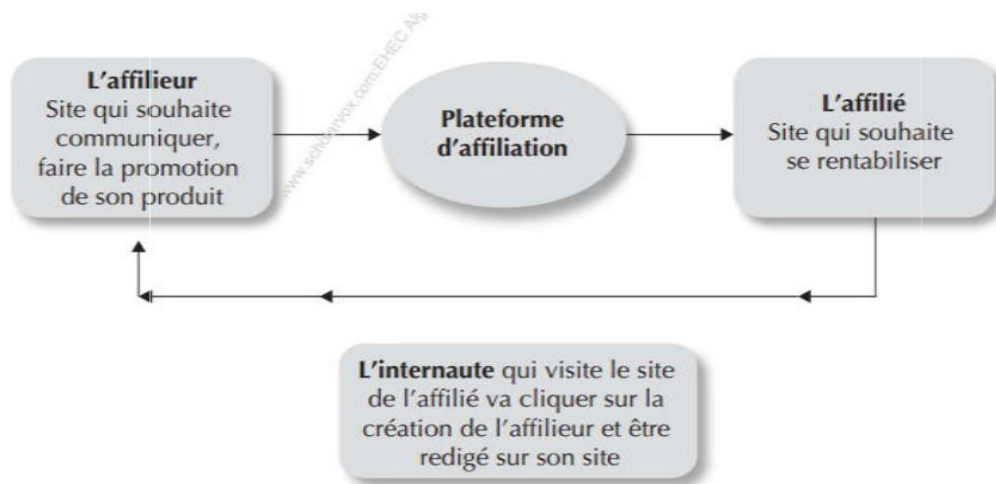 L'affilieur
Site qui souhaite
communiquer,
faire la promotion
de son produit
Plateforme
d'affiliation
L'affilié
Site qui souhaite
se rentabiliser
L'internaute qui visite le site
de l'affilié va cliquer sur la
création de l'affilieur et être
redigé sur son site